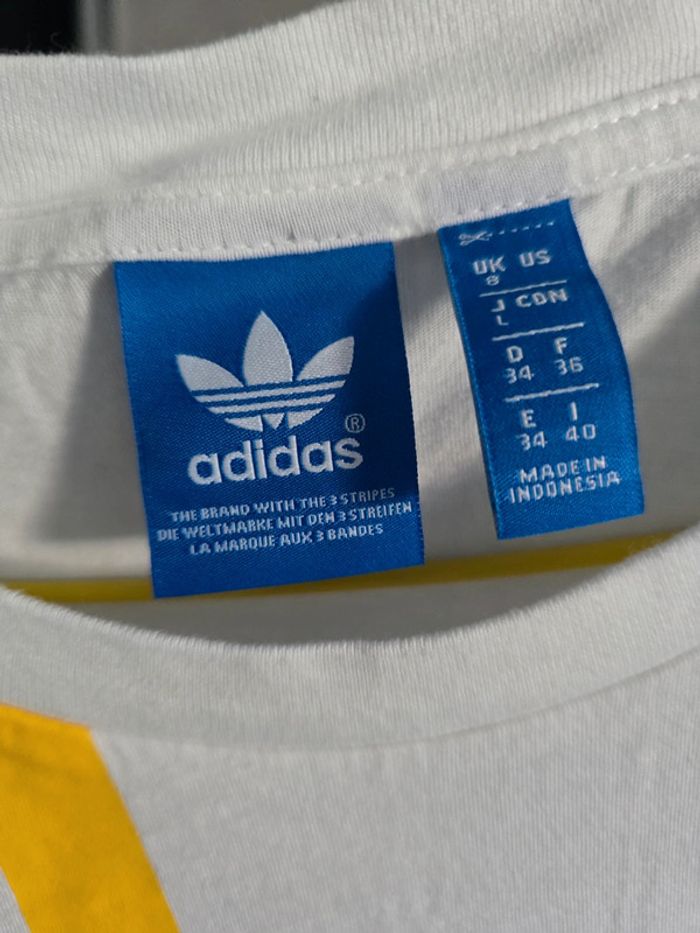 adidas®
THE BRAND WITH THE 3 STRIPES
DIE WELTMARKE MIT DEN 3 STREIFEN
LA MARQUE AUX 3 BANDES
UK US
8
J CDN
L
D F
34 36
E I
34 40
MADE IN
INDONESIA